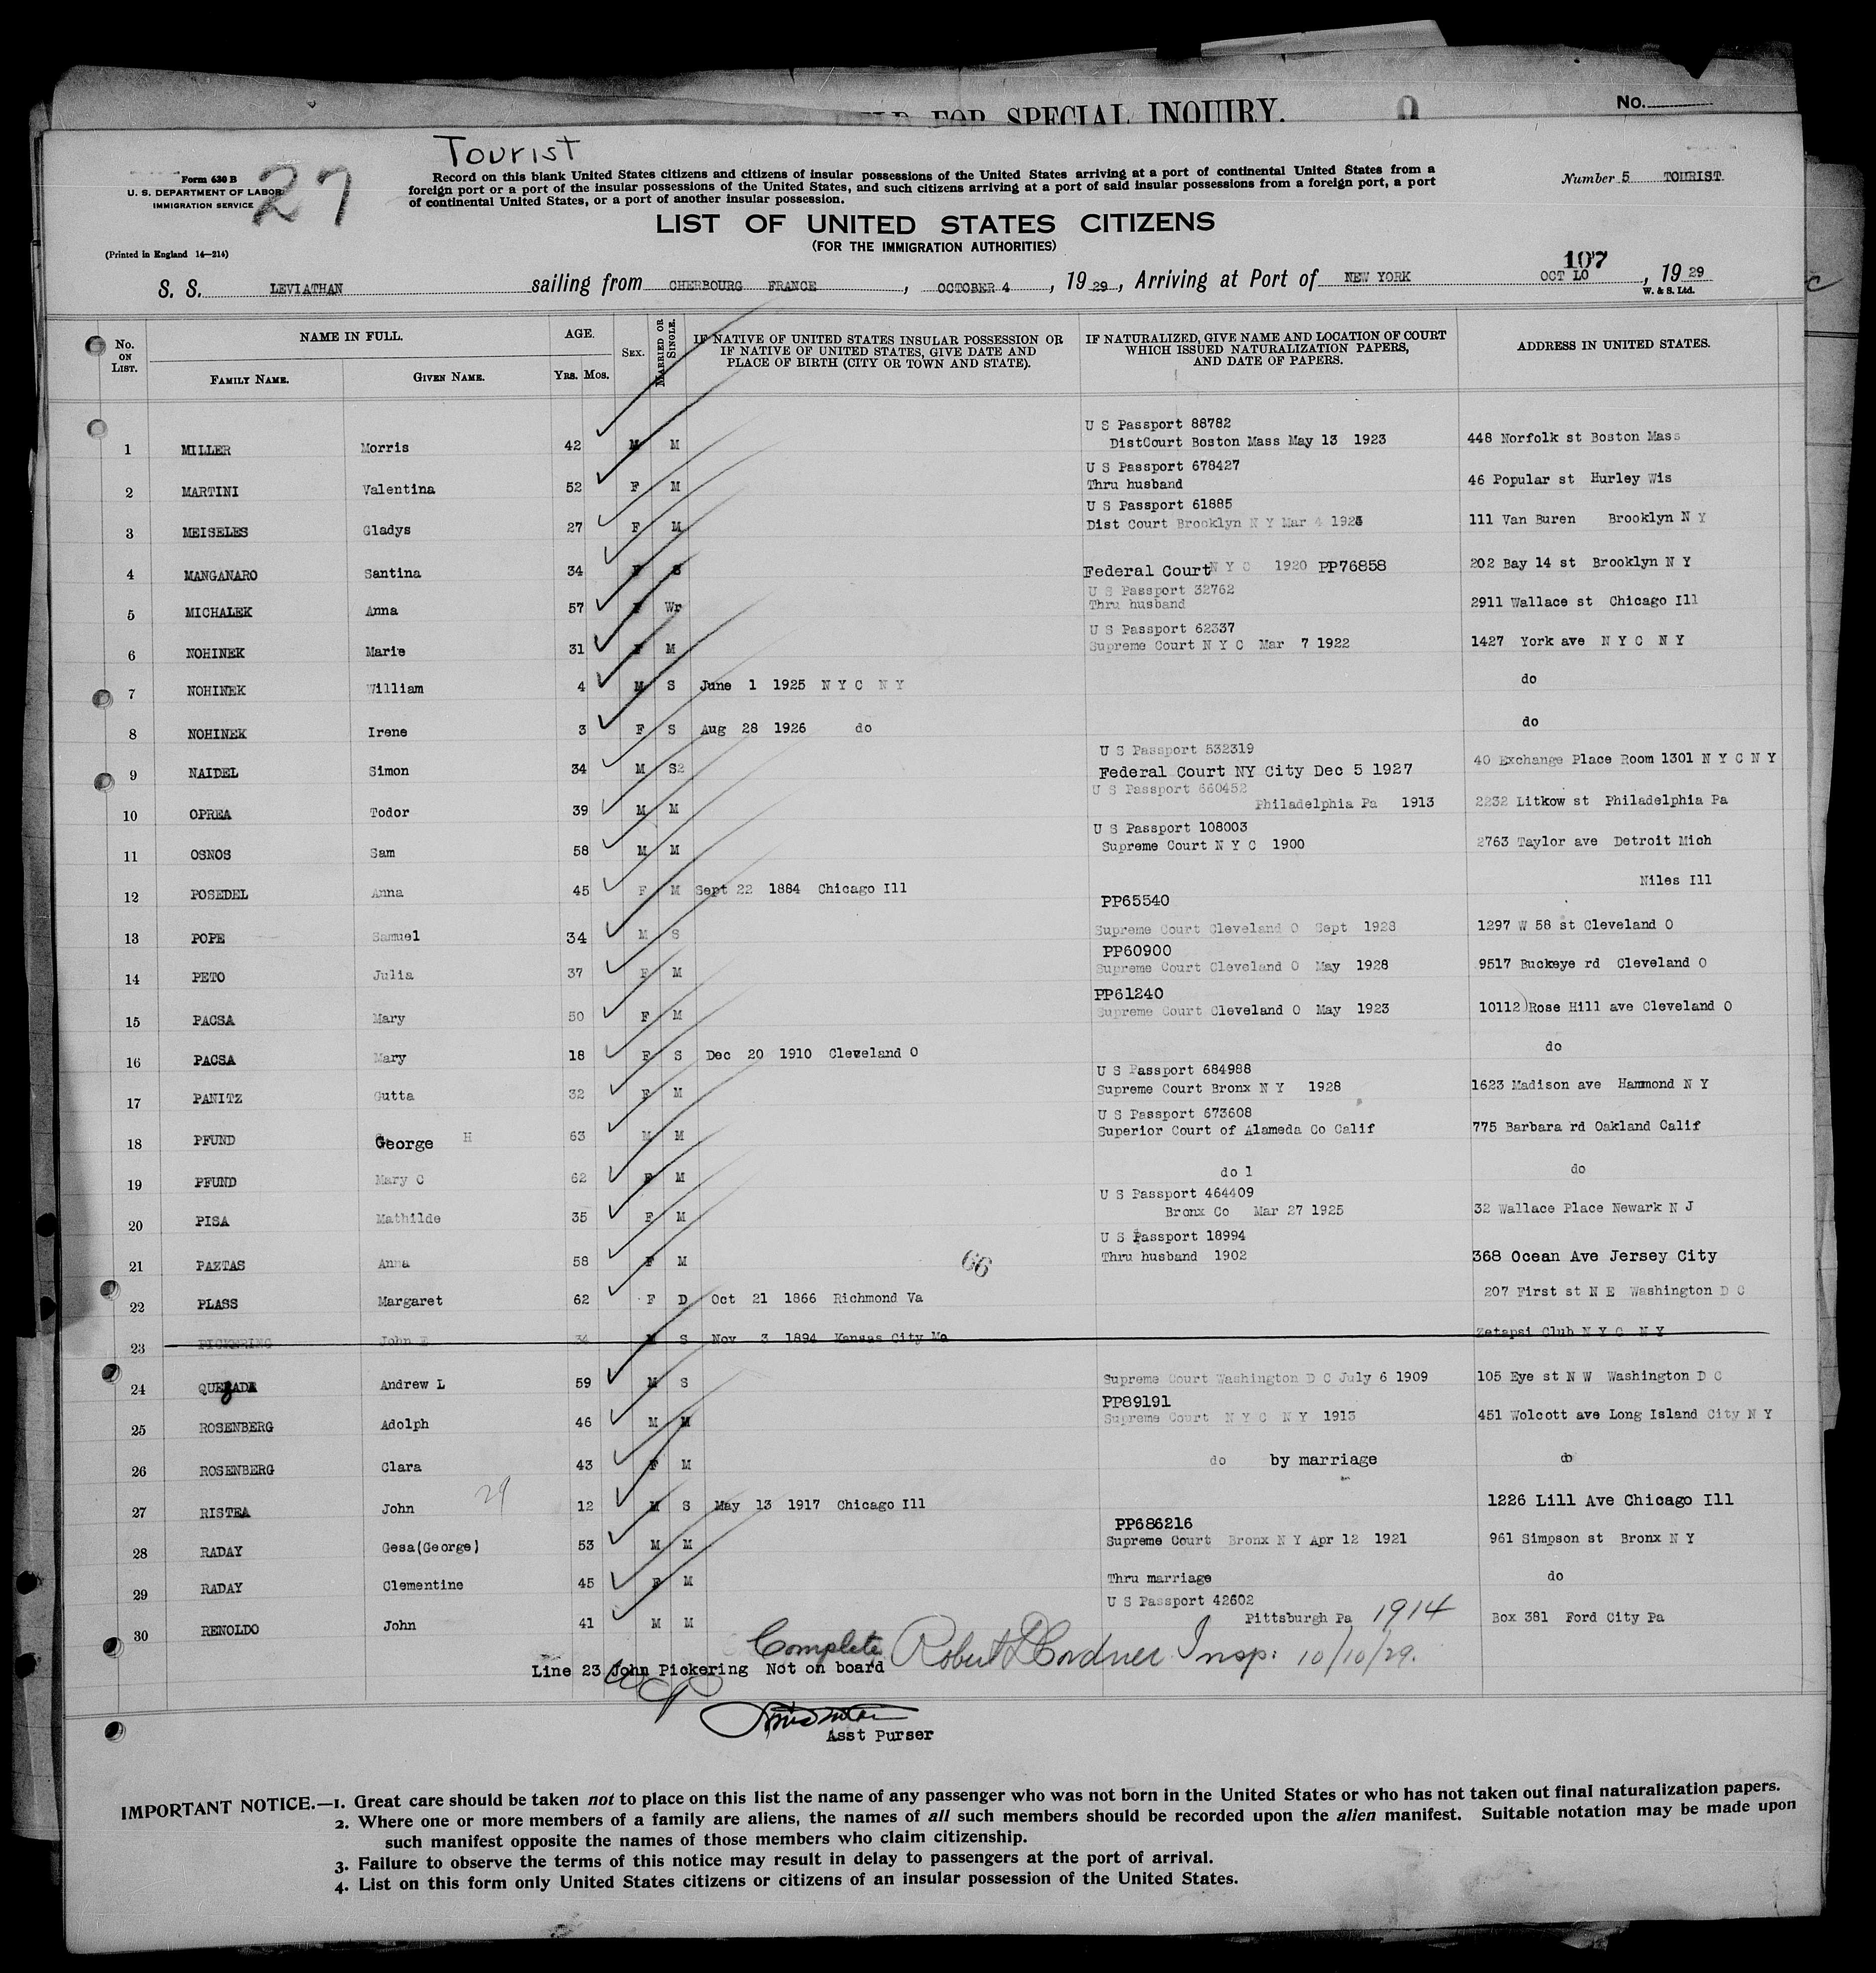 HELD FOR SPECIAL INQUIRY.
No.
Tourist
27
Form 630 B
U. S. DEPARTMENT OF LABOR
IMMIGRATION SERVICE
Record on this blank United States citizens and citizens of insular possessions of the United States arriving at a port of continental United States from a
foreign port or a port of the insular possessions of the United States, and such citizens arriving at a port of said insular possessions from a foreign port, a port
of continental United States, or a port of another insular possession.
Number 5 TOURIST
LIST OF UNITED STATES CITIZENS
(FOR THE IMMIGRATION AUTHORITIES)
(Printed in England 14—214)
107
S. S. LEVIATHAN sailing from CHERBOURG FRANCE, OCTOBER 4, 19 29, Arriving at Port of NEW YORK OCT 10, 19 29
W. & S. Ltd.
No. ON LIST. NAME IN FULL. FAMILY NAME. GIVEN NAME. AGE. Yrs. Mos. SEX. MARRIED OR SINGLE. IF NATIVE OF UNITED STATES INSULAR POSSESSION OR IF NATIVE OF UNITED STATES, GIVE DATE AND PLACE OF BIRTH (CITY OR TOWN AND STATE). IF NATURALIZED, GIVE NAME AND LOCATION OF COURT WHICH ISSUED NATURALIZATION PAPERS, AND DATE OF PAPERS. ADDRESS IN UNITED STATES.
U S Passport 88782
1 MILLER Morris 42 M M DistCourt Boston Mass May 13 1923 448 Norfolk st Boston Mass
U S Passport 678427
2 MARTINI Valentina 52 F M Thru husband 46 Popular st Hurley Wis
U S Passport 61885
3 MEISELES Gladys 27 F M Dist Court Brooklyn N Y Mar 4 1923 111 Van Buren Brooklyn N Y
4 MANGANARO Santina 34 F S Federal Court N Y C 1920 PP76858 202 Bay 14 st Brooklyn N Y
U S Passport 32762
5 MICHALEK Anna 57 F Wr Thru husband 2911 Wallace st Chicago Ill
U S Passport 62337
6 NOHINEK Marie 31 F M Supreme Court N Y C Mar 7 1922 1427 York ave N Y C N Y
7 NOHINEK William 4 M S June 1 1925 N Y C N Y do
8 NOHINEK Irene 3 F S Aug 28 1926 do do
U S Passport 532319
9 NAIDEL Simon 34 M S Federal Court NY City Dec 5 1927 40 Exchange Place Room 1301 N Y C N Y
U S Passport 660452
10 OPREA Todor 39 M M Philadelphia Pa 1913 2232 Litkow st Philadelphia Pa
U S Passport 108003
11 OSNOS Sam 58 M M Supreme Court N Y C 1900 2763 Taylor ave Detroit Mich
12 POSEDEL Anna 45 F M Sept 22 1884 Chicago Ill Niles Ill
PP65540
13 POPE Samuel 34 M S Supreme Court Cleveland O Sept 1928 1297 W 58 st Cleveland O
PP60900
14 PETO Julia 37 F M Supreme Court Cleveland O May 1928 9517 Buckeye rd Cleveland O
PP61240
15 PACSA Mary 50 F M Supreme Court Cleveland O May 1923 10112 Rose Hill ave Cleveland O
16 PACSA Mary 18 F S Dec 20 1910 Cleveland O do
U S Passport 684988
17 PANITZ Gutta 32 F M Supreme Court Bronx N Y 1928 1623 Madison ave Hammond N Y
U S Passport 673608
18 PFUND George H 63 M M Superior Court of Alameda Co Calif 775 Barbara rd Oakland Calif
19 PFUND Mary C 62 F M do 1 do
U S Passport 464409
20 PISA Mathilde 35 F M Bronx Co Mar 27 1925 32 Wallace Place Newark N J
U S Passport 18994
21 PAZTAS Anna 58 F M 66 Thru husband 1902 368 Ocean Ave Jersey City
22 PLASS Margaret 62 F D Oct 21 1866 Richmond Va 207 First st N E Washington D C
23 PICKERING John E 34 M S Nov 3 1894 Kansas City Mo Zetapsi Club N Y C N Y
24 QUEZADA Andrew L 59 M S Supreme Court Washington D C July 6 1909 105 Eye st N W Washington D C
PP89191
25 ROSENBERG Adolph 46 M M Supreme Court N Y C N Y 1913 451 Wolcott ave Long Island City N Y
26 ROSENBERG Clara 43 F M do by marriage do
27 RISTEA John 29 12 M S May 13 1917 Chicago Ill 1226 Lill Ave Chicago Ill
PP686216
28 RADAY Gesa(George) 53 M M Supreme Court Bronx N Y Apr 12 1921 961 Simpson st Bronx N Y
29 RADAY Clementine 45 F M Thru marriage do
U S Passport 42602
30 RENOLDO John 41 M M Pittsburgh Pa 1914 Box 381 Ford City Pa
Complete Robert D Cordner Insp: 10/10/29.
Line 23 John Pickering Not on board
Asst Purser
IMPORTANT NOTICE.—1. Great care should be taken not to place on this list the name of any passenger who was not born in the United States or who has not taken out final naturalization papers.
2. Where one or more members of a family are aliens, the names of all such members should be recorded upon the alien manifest. Suitable notation may be made upon
such manifest opposite the names of those members who claim citizenship.
3. Failure to observe the terms of this notice may result in delay to passengers at the port of arrival.
4. List on this form only United States citizens or citizens of an insular possession of the United States.